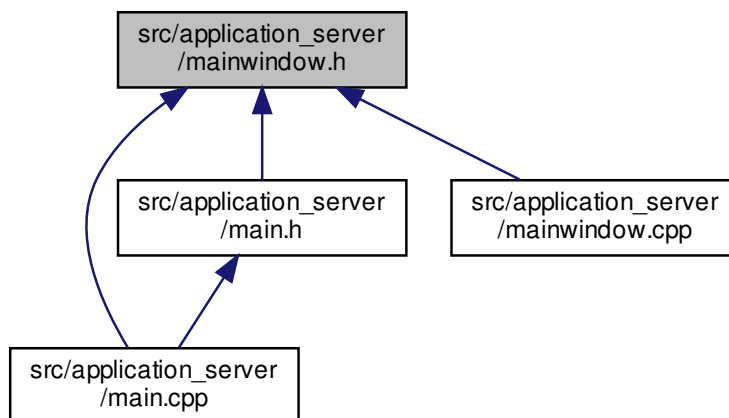 src/application_server
/mainwindow.h
src/application_server
/main.h
src/application_server
/mainwindow.cpp
src/application_server
/main.cpp